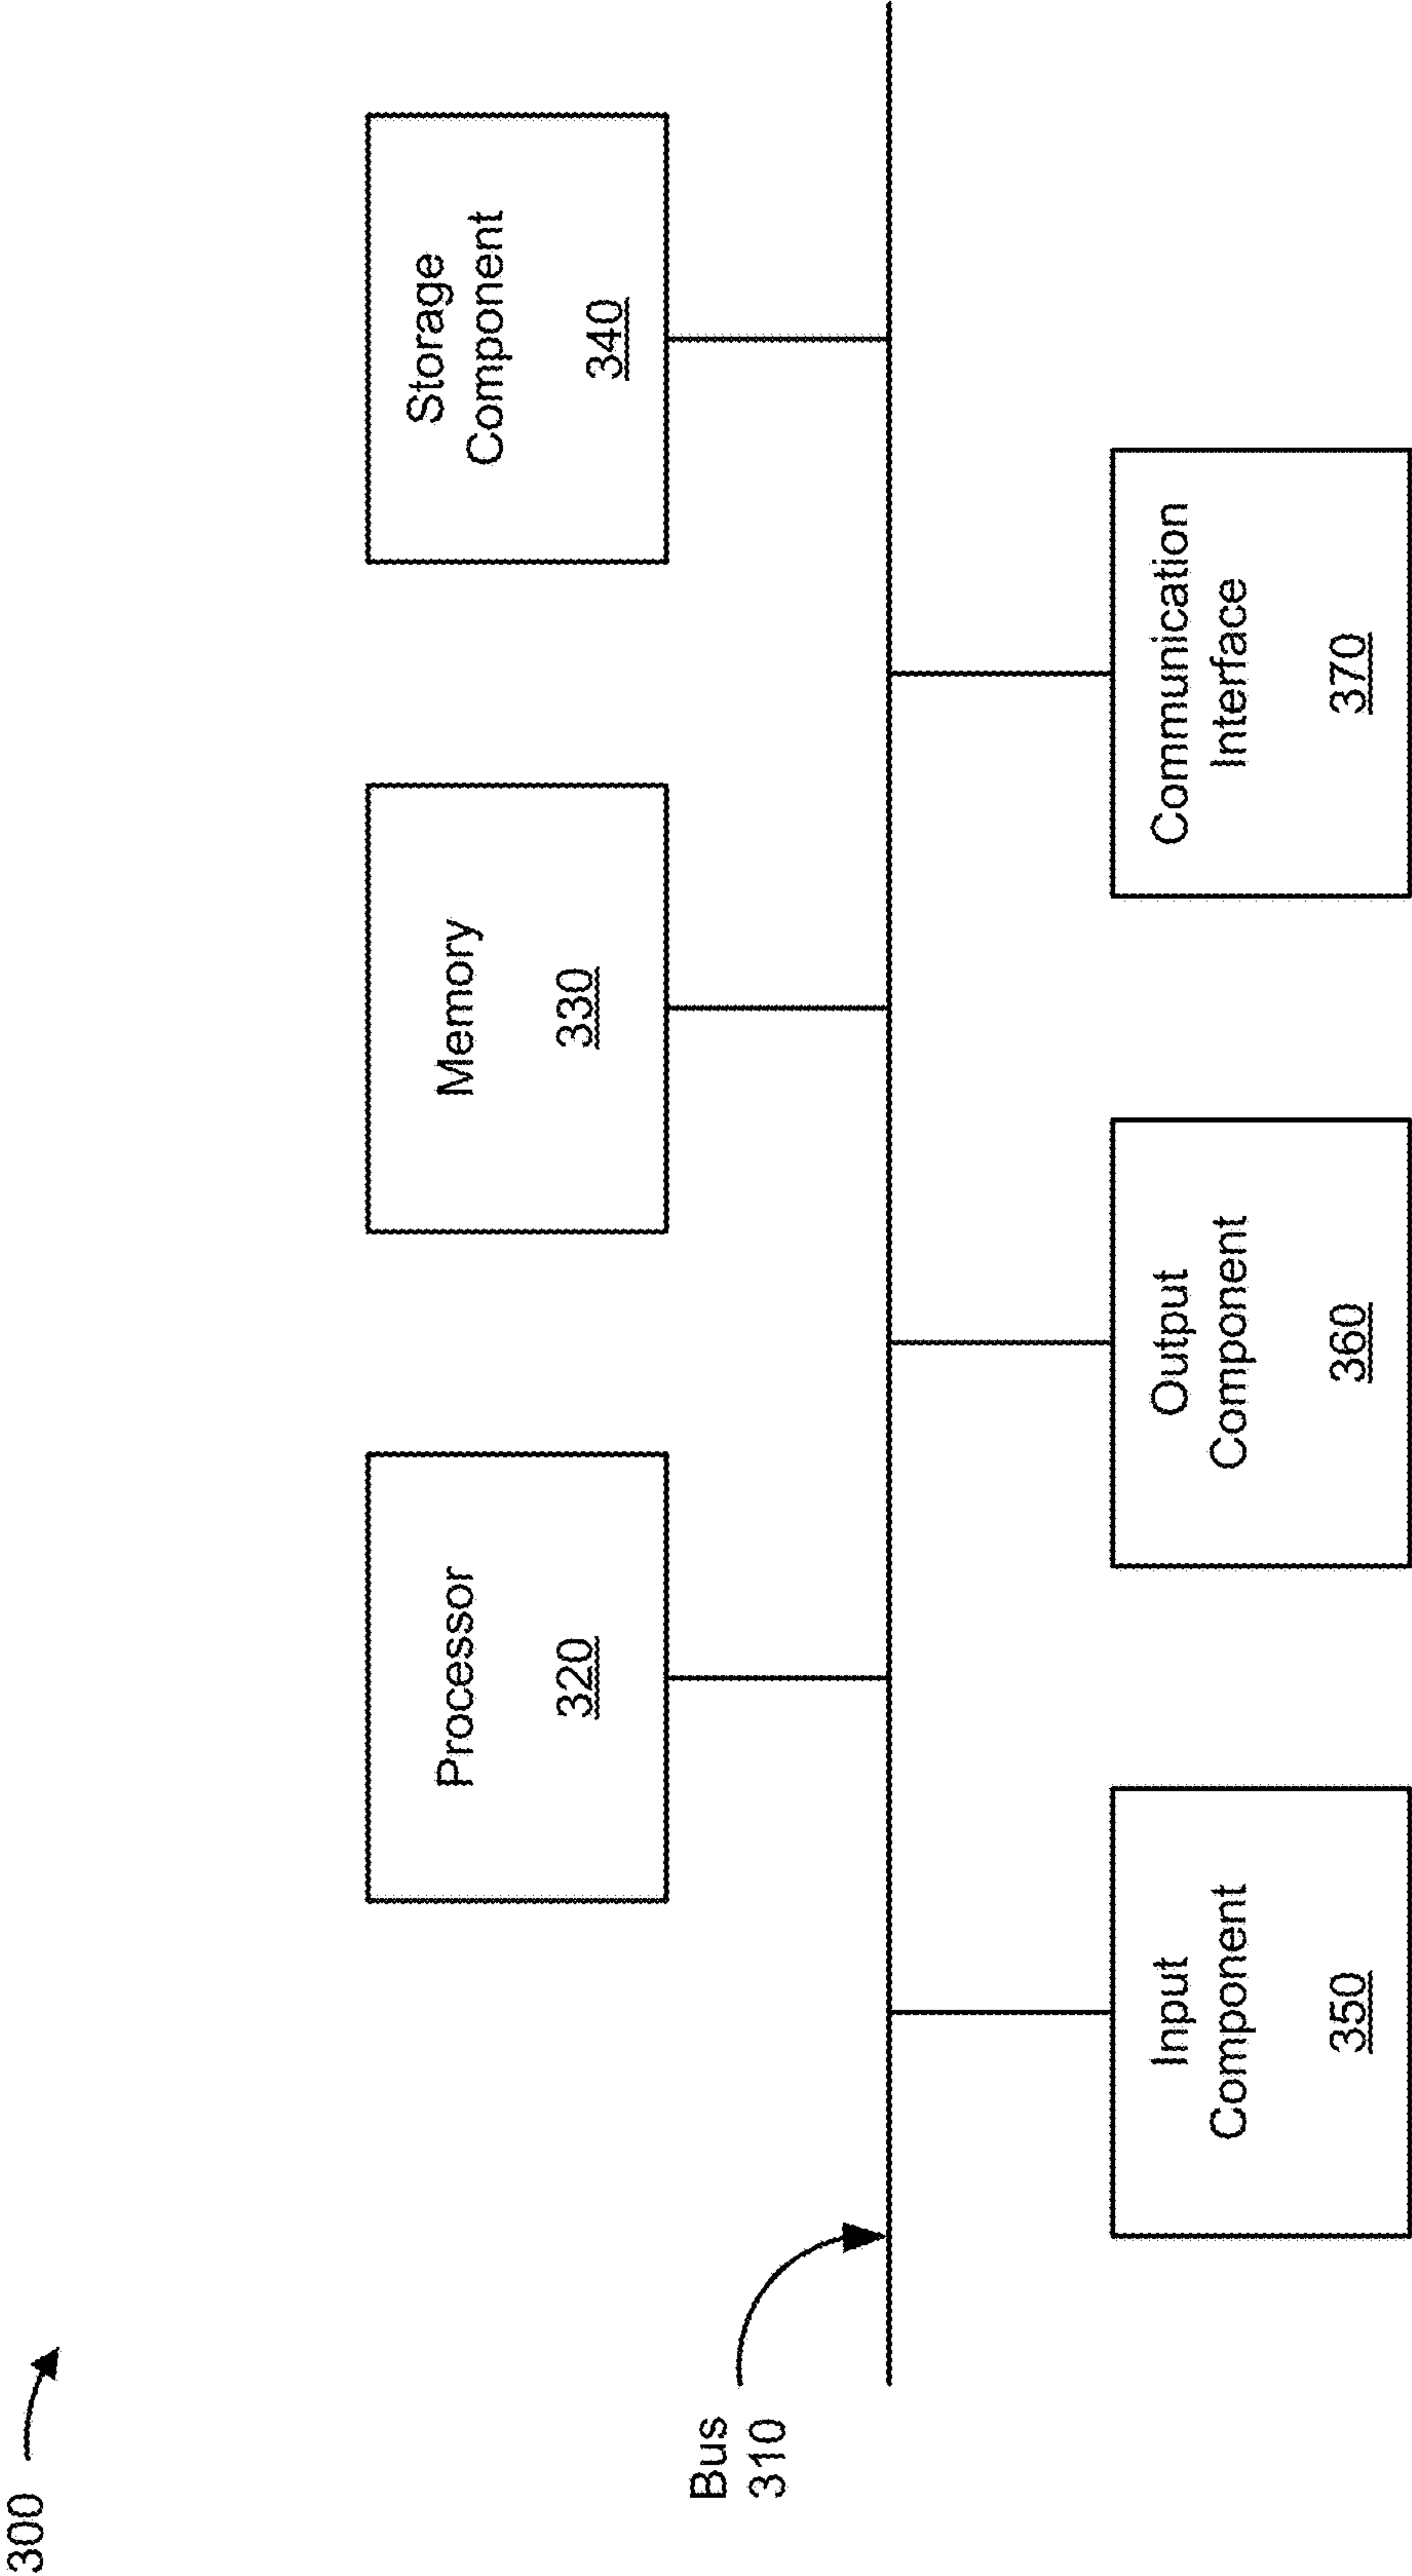 300
Processor
320
Memory
330
Storage
Component
340
Bus
310
Input
Component
350
Output
Component
360
Communication
Interface
370